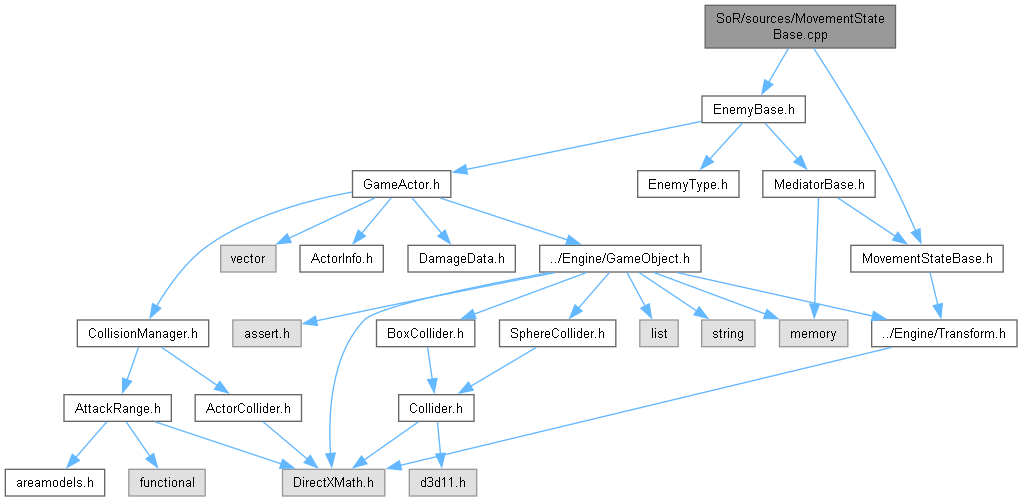 SoR/sources/MovementState
Base.cpp
EnemyBase.h
GameActor.h
EnemyType.h
MediatorBase.h
vector
ActorInfo.h
DamageData.h
../Engine/GameObject.h
MovementStateBase.h
CollisionManager.h
assert.h
BoxCollider.h
SphereCollider.h
list
string
memory
../Engine/Transform.h
AttackRange.h
ActorCollider.h
Collider.h
areamodels.h
functional
DirectXMath.h
d3d11.h